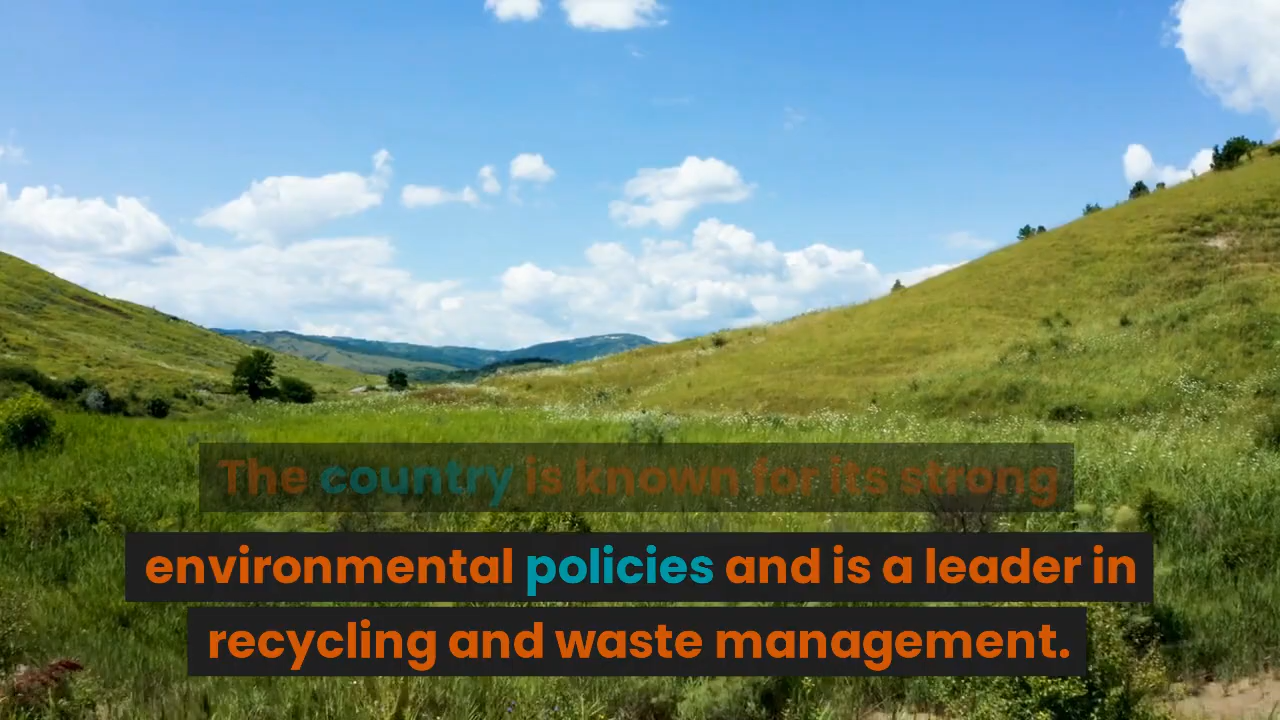 The country is known for its strong
environmental policies and is a leader in
recycling and waste management.